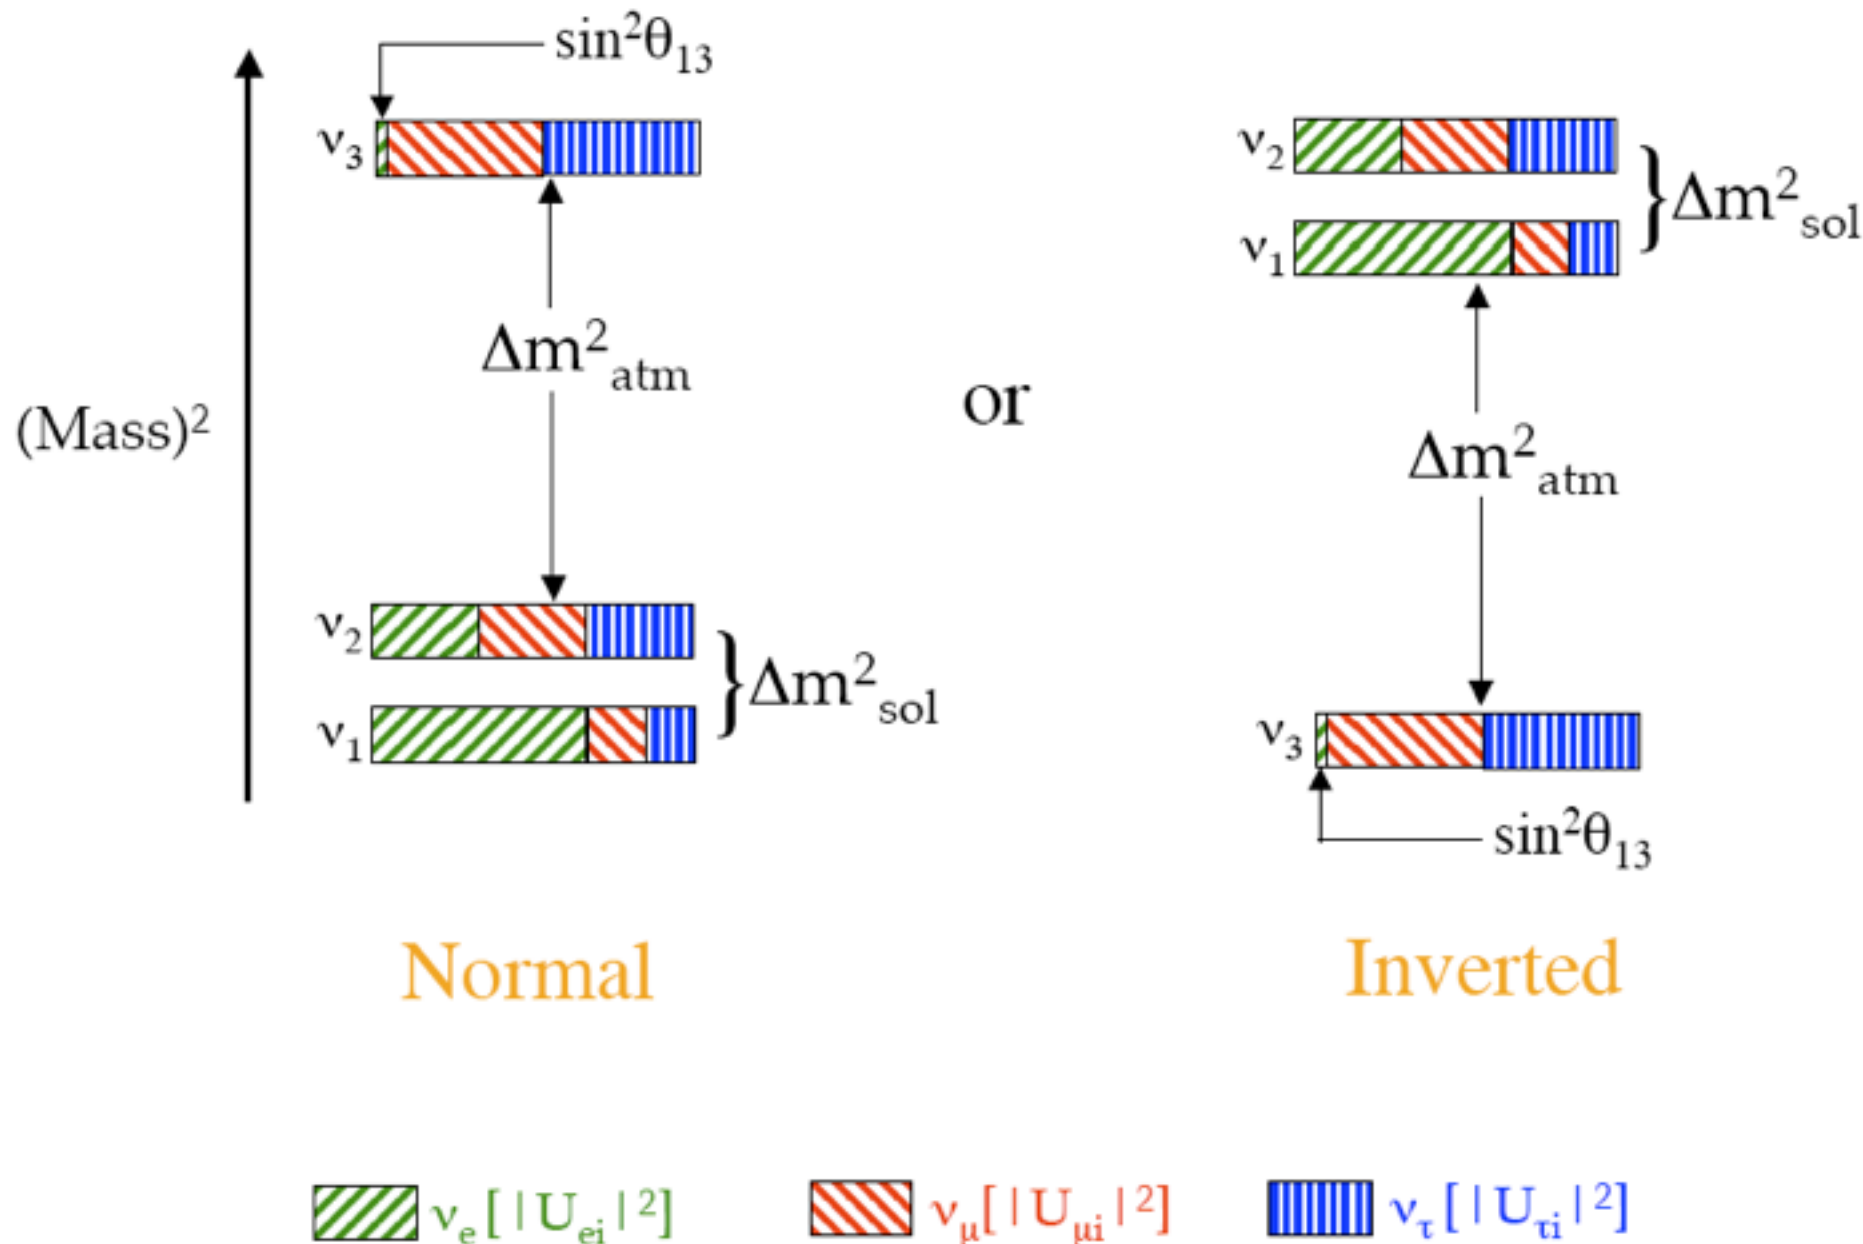 sin²θ₁₃
ν₃
Δm²atm
(Mass)²
ν₂
ν₁
}Δm²sol
Normal
or
ν₂
ν₁
}Δm²sol
Δm²atm
ν₃
sin²θ₁₃
Inverted
νe [ |Uei|²] νμ[ |Uμi|²] ντ [ |Uτi|²]